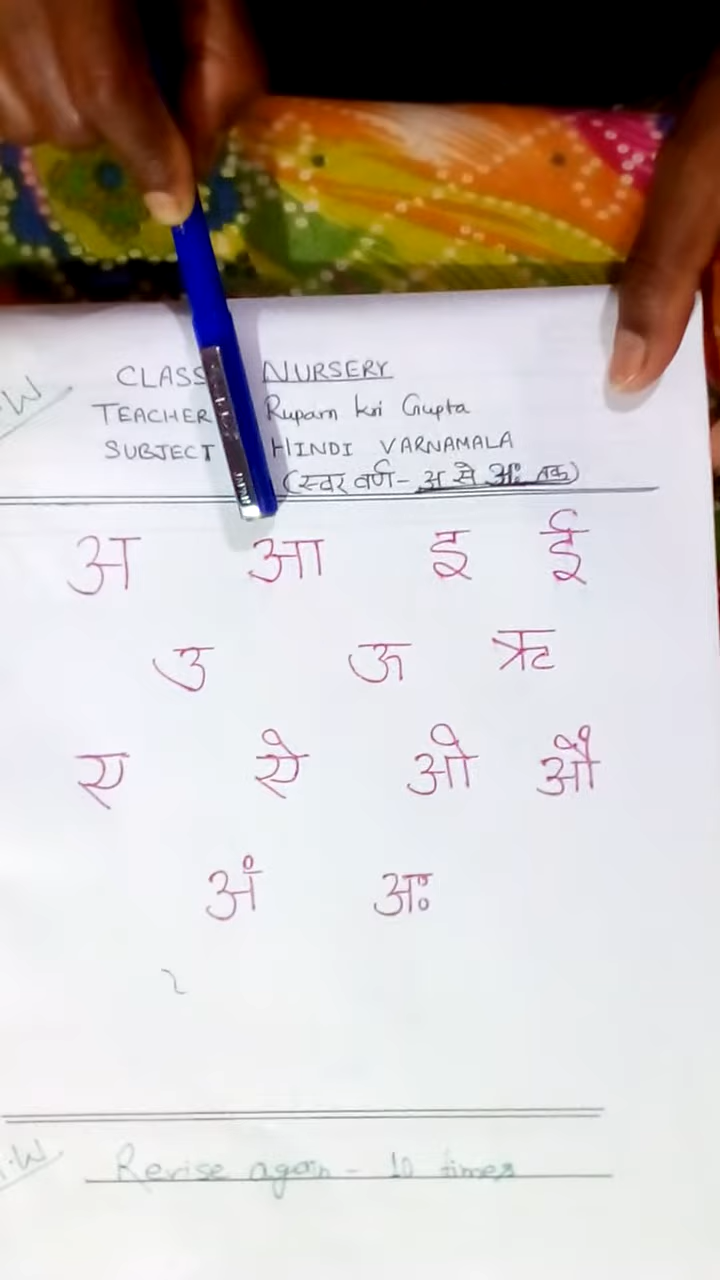 .W
CLASS NURSERY
TEACHER Rupam kri Gupta
SUBJECT HINDI VARNAMALA
(स्वर वर्ण- अ से अः तक)
अ आ इ ई
उ ऊ ऋ
ए ऐ ओ औ
अं अः
.W Revise again - 10 times